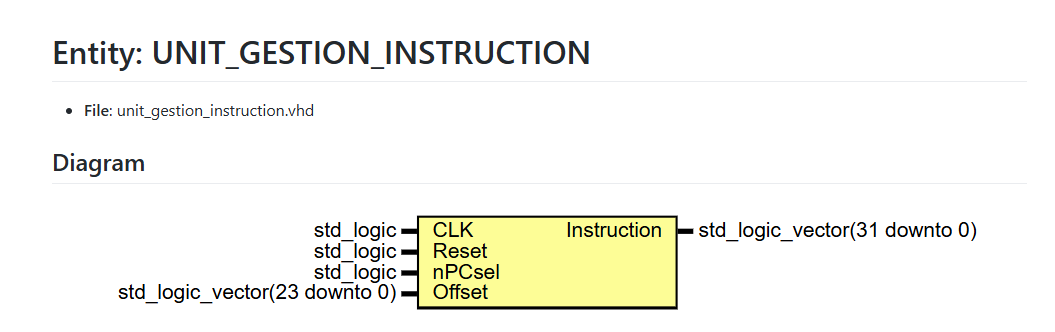 Entity: UNIT_GESTION_INSTRUCTION
File: unit_gestion_instruction.vhd
Diagram
std_logic CLK Instruction std_logic_vector(31 downto 0)
std_logic Reset
std_logic nPCsel
std_logic_vector(23 downto 0) Offset